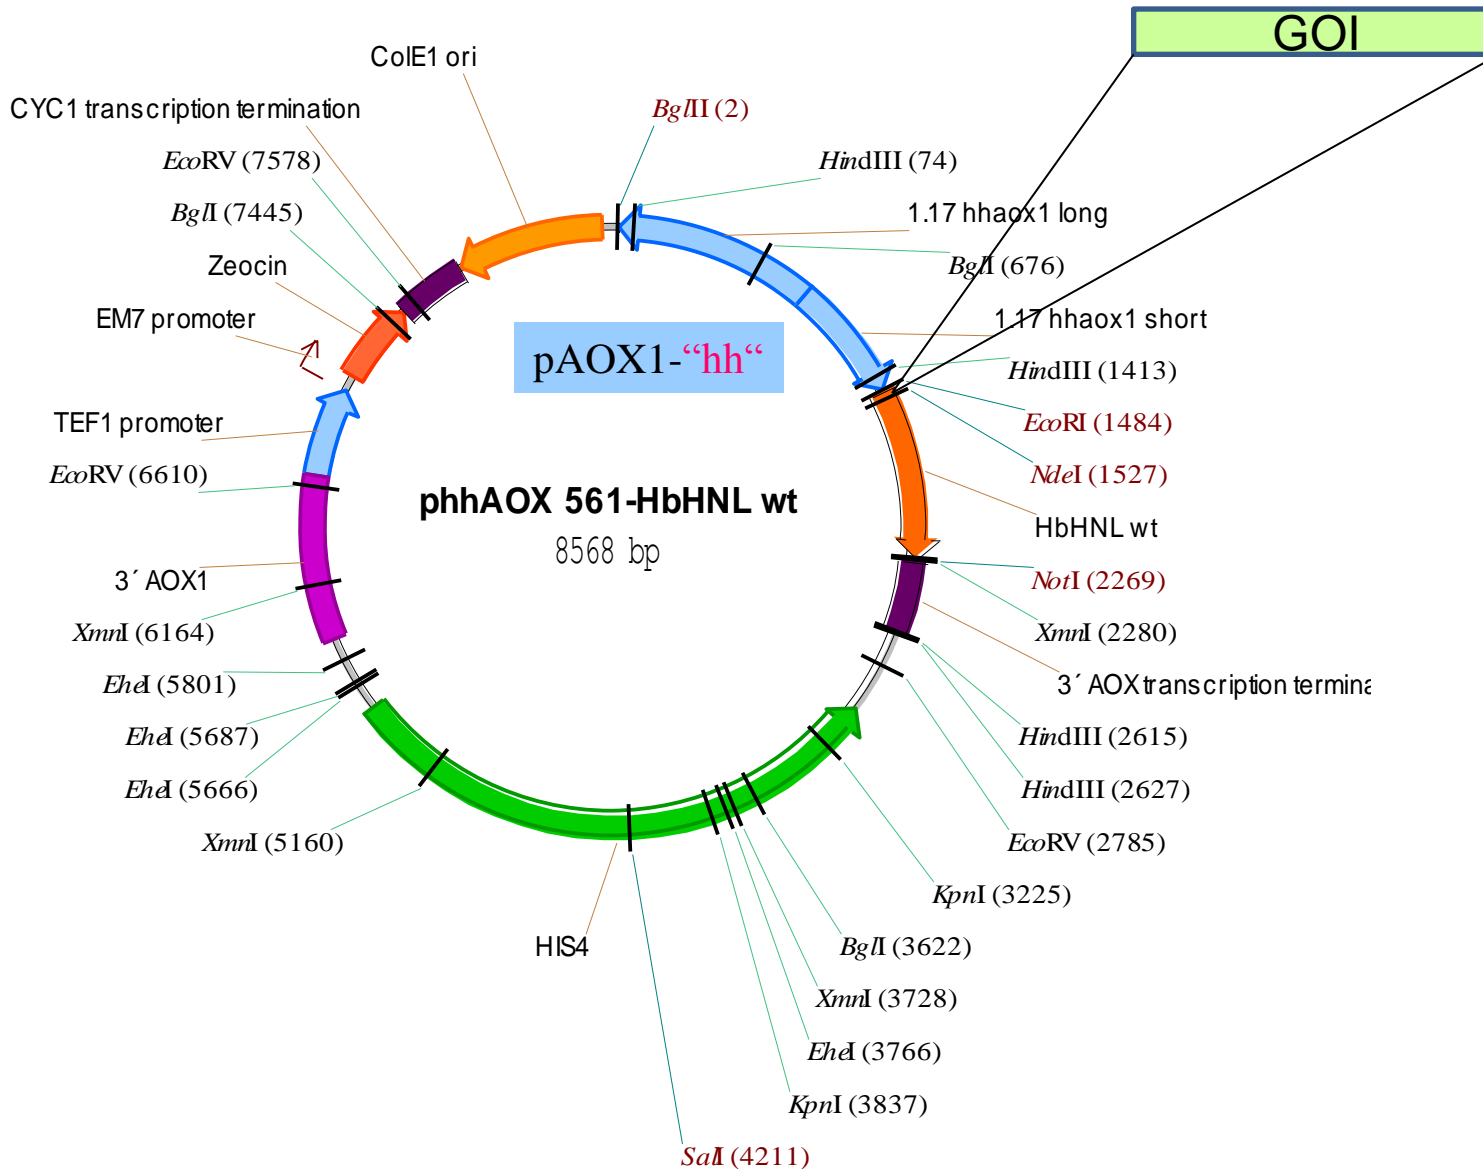 GOI
ColE1 ori
CYC1 transcription termination
BglII (2)
EcoRV (7578)
HindIII (74)
BglI (7445)
1.17 hhaox1 long
Zeocin
BglI (676)
EM7 promoter
1.17 hhaox1 short
pAOX1-“hh“
HindIII (1413)
TEF1 promoter
EcoRI (1484)
EcoRV (6610)
NdeI (1527)
phhAOX 561-HbHNL wt
HbHNL wt
8568 bp
3´ AOX1
NotI (2269)
XmnI (6164)
XmnI (2280)
EheI (5801)
3´ AOX transcription termina
EheI (5687)
HindIII (2615)
EheI (5666)
HindIII (2627)
XmnI (5160)
EcoRV (2785)
KpnI (3225)
HIS4
BglI (3622)
XmnI (3728)
EheI (3766)
KpnI (3837)
SalI (4211)